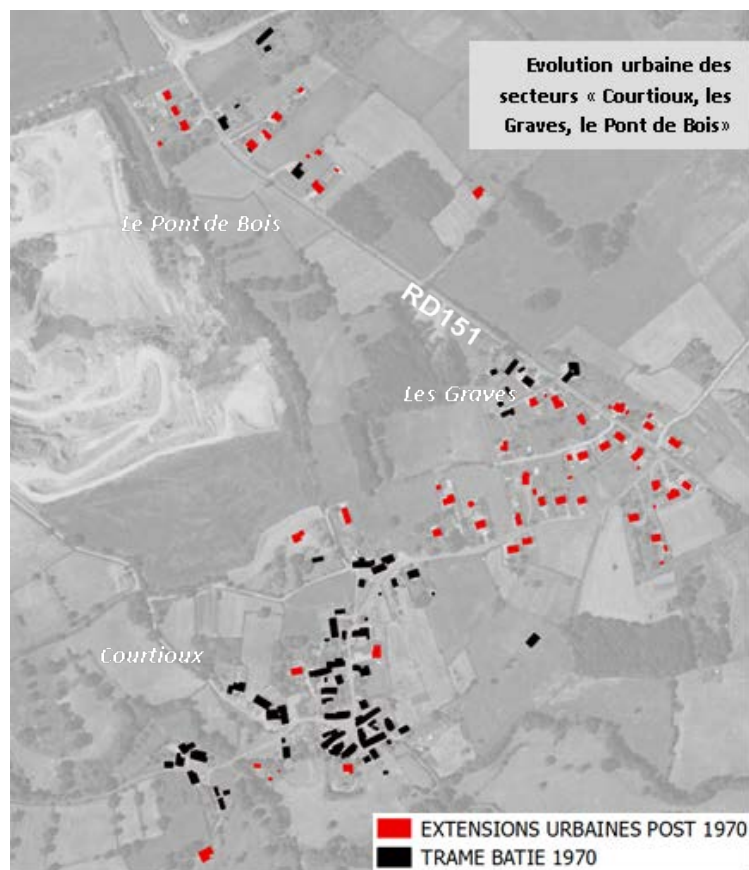 Evolution urbaine des
secteurs « Courtioux, les
Graves, le Pont de Bois»
Le Pont de Bois
RD151
Les Graves
Courtioux
EXTENSIONS URBAINES POST 1970
TRAME BATIE 1970